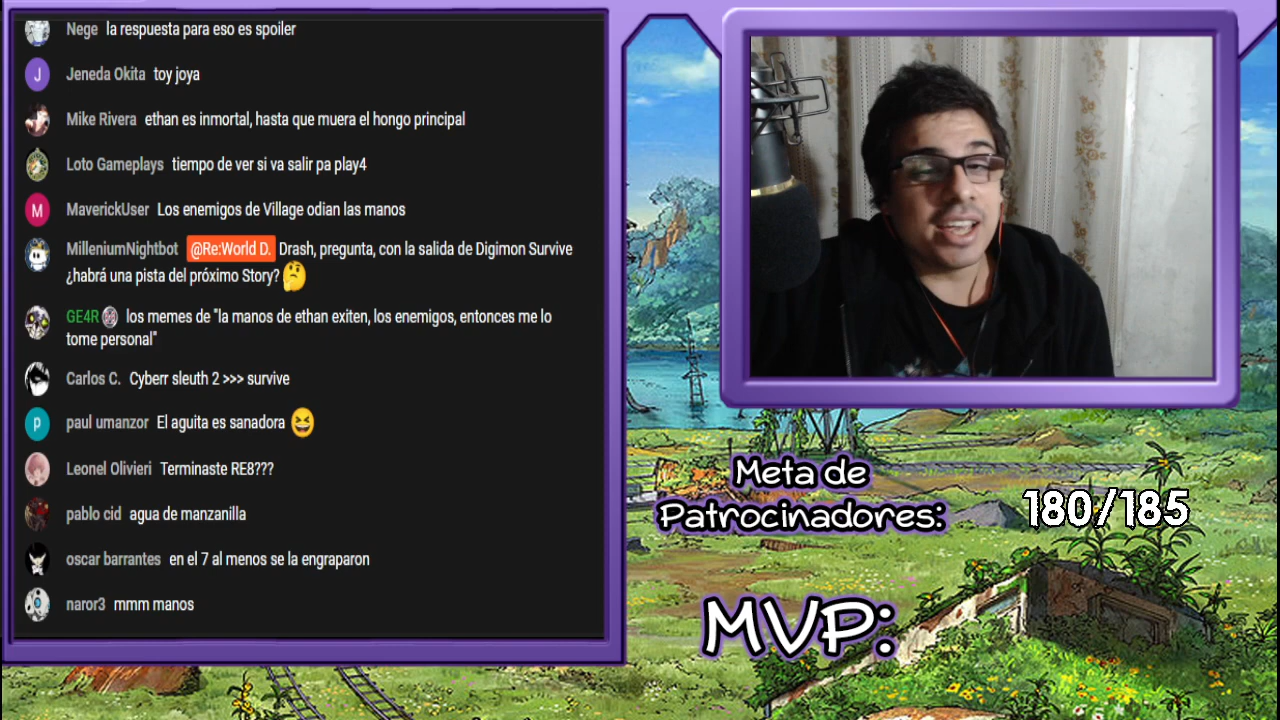 Nege la respuesta para eso es spoiler
J Jeneda Okita toy joya
Mike Rivera ethan es inmortal, hasta que muera el hongo principal
Loto Gameplays tiempo de ver si va salir pa play4
M MaverickUser Los enemigos de Village odian las manos
MilleniumNightbot @Re:World D. Drash, pregunta, con la salida de Digimon Survive
¿habrá una pista del próximo Story? 🤔
GE4R los memes de "la manos de ethan exiten, los enemigos, entonces me lo
tome personal"
Carlos C. Cyberr sleuth 2 >>> survive
p paul umanzor El aguita es sanadora 😆
Leonel Olivieri Terminaste RE8???
pablo cid agua de manzanilla
oscar barrantes en el 7 al menos se la engraparon
naror3 mmm manos
Meta de
Patrocinadores: 180/185
MVP: